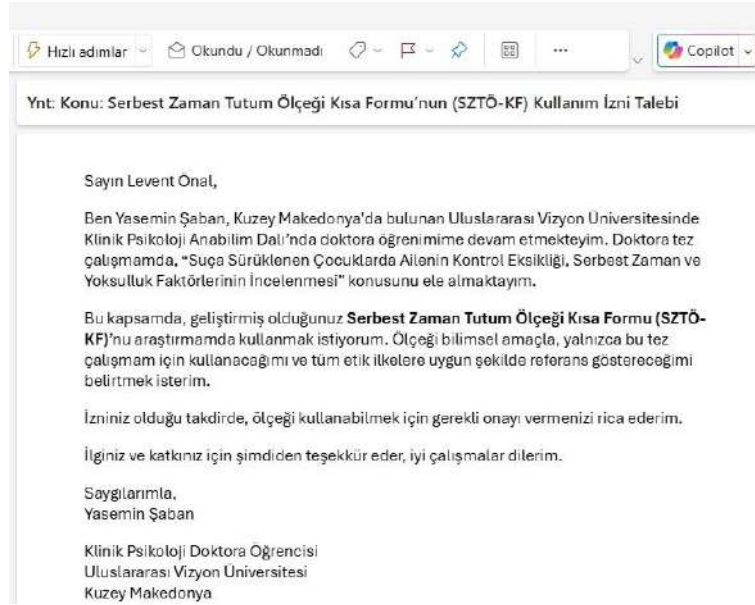 Hızlı adımlar
Okundu / Okunmadı
Copilot
Ynt: Konu: Serbest Zaman Tutum Ölçeği Kısa Formu'nun (SZTÖ-KF) Kullanım İzni Talebi
Sayın Levent Önal,
Ben Yasemin Şaban, Kuzey Makedonya'da bulunan Uluslararası Vizyon Üniversitesinde
Klinik Psikoloji Anabilim Dalı'nda doktora öğrenimime devam etmekteyim. Doktora tez
çalışmamda, "Suça Sürüklenen Çocuklarda Ailenin Kontrol Eksikliği, Serbest Zaman ve
Yoksulluk Faktörlerinin İncelenmesi" konusunu ele almaktayım.
Bu kapsamda, geliştirmiş olduğunuz Serbest Zaman Tutum Ölçeği Kısa Formu (SZTÖ-
KF)'nu araştırmamda kullanmak istiyorum. Ölçeği bilimsel amaçla, yalnızca bu tez
çalışmam için kullanacağımı ve tüm etik ilkelere uygun şekilde referans göstereceğimi
belirtmek isterim.
İzniniz olduğu takdirde, ölçeği kullanabilmek için gerekli onayı vermenizi rica ederim.
İlginiz ve katkınız için şimdiden teşekkür eder, iyi çalışmalar dilerim.
Saygılarımla,
Yasemin Şaban
Klinik Psikoloji Doktora Öğrencisi
Uluslararası Vizyon Üniversitesi
Kuzey Makedonya